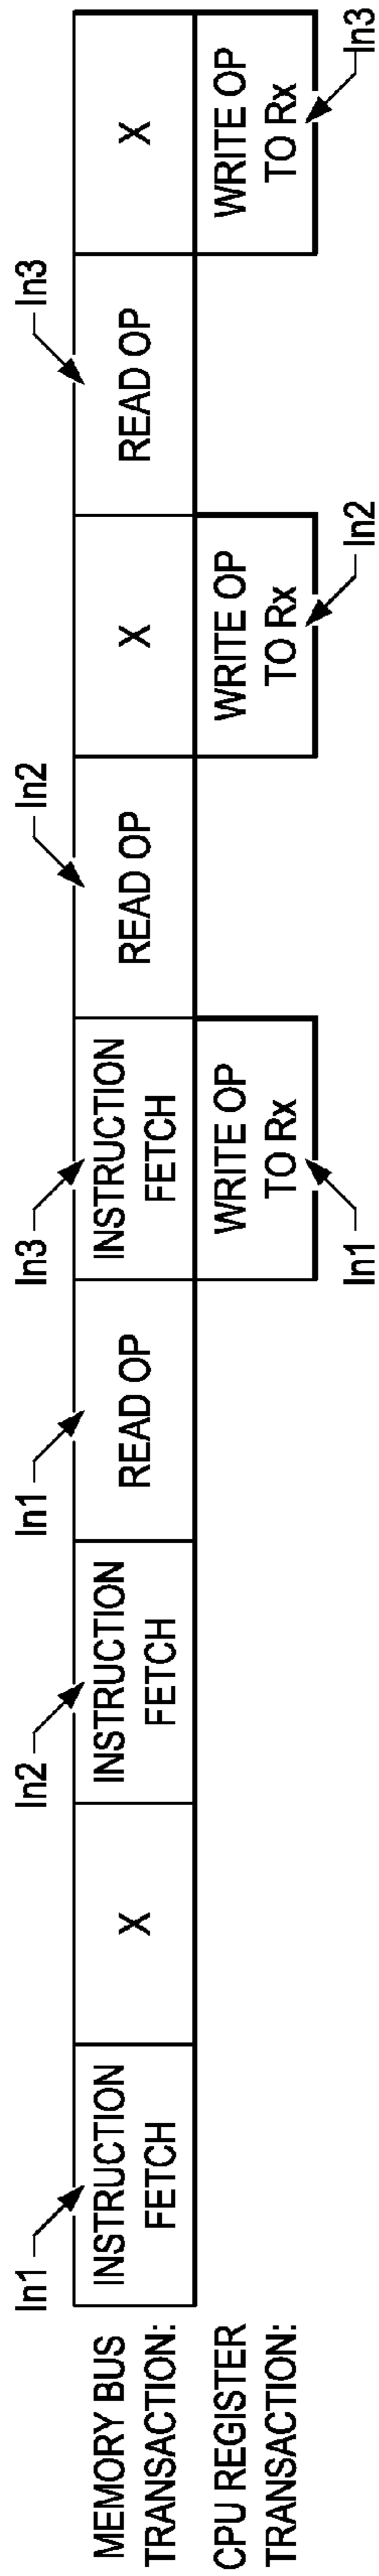 In1
In2
In1
In3
In2
In3
MEMORY BUS
TRANSACTION:
INSTRUCTION
FETCH
X
INSTRUCTION
FETCH
READ OP
INSTRUCTION
FETCH
READ OP
X
READ OP
X
CPU REGISTER
TRANSACTION:
WRITE OP
TO Rx
WRITE OP
TO Rx
WRITE OP
TO Rx
In1
In2
In3